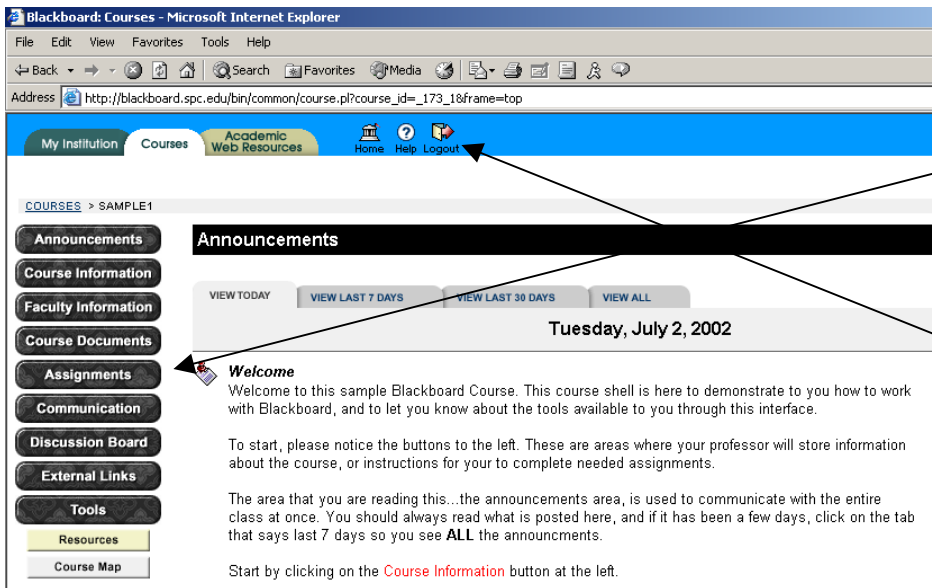 Blackboard: Courses - Microsoft Internet Explorer
File Edit View Favorites Tools Help
Back Search Favorites Media
Address http://blackboard.spc.edu/bin/common/course.pl?course_id=_173_1&frame=top
My Institution Courses Academic Web Resources Home Help Logout
COURSES > SAMPLE1
Announcements
Course Information
Faculty Information
Course Documents
Assignments
Communication
Discussion Board
External Links
Tools
Resources
Course Map
Announcements
VIEW TODAY VIEW LAST 7 DAYS VIEW LAST 30 DAYS VIEW ALL
Tuesday, July 2, 2002
Welcome
Welcome to this sample Blackboard Course. This course shell is here to demonstrate to you how to work
with Blackboard, and to let you know about the tools available to you through this interface.
To start, please notice the buttons to the left. These are areas where your professor will store information
about the course, or instructions for your to complete needed assignments.
The area that you are reading this...the announcements area, is used to communicate with the entire
class at once. You should always read what is posted here, and if it has been a few days, click on the tab
that says last 7 days so you see ALL the announcments.
Start by clicking on the Course Information button at the left.